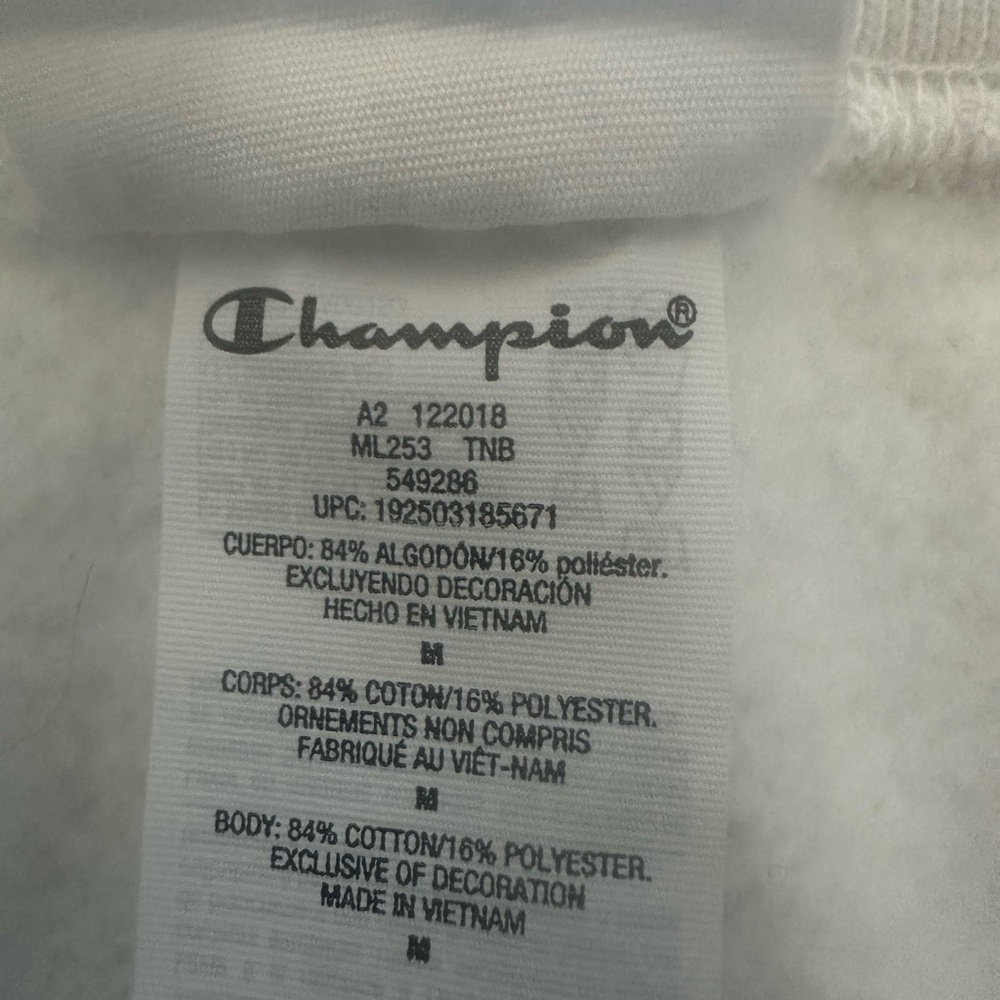 Champion®
A2 122018
ML253 TNB
549286
UPC: 192503185671
CUERPO: 84% ALGODÓN/16% poliéster.
EXCLUYENDO DECORACIÓN
HECHO EN VIETNAM
M
CORPS: 84% COTON/16% POLYESTER.
ORNEMENTS NON COMPRIS
FABRIQUÉ AU VIÊT-NAM
M
BODY: 84% COTTON/16% POLYESTER.
EXCLUSIVE OF DECORATION
MADE IN VIETNAM
M